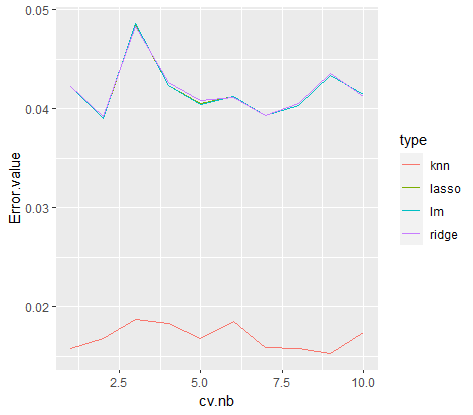 0.05
0.04
0.03
0.02
Error.value
2.5
5.0
7.5
10.0
cv.nb
type
knn
lasso
lm
ridge